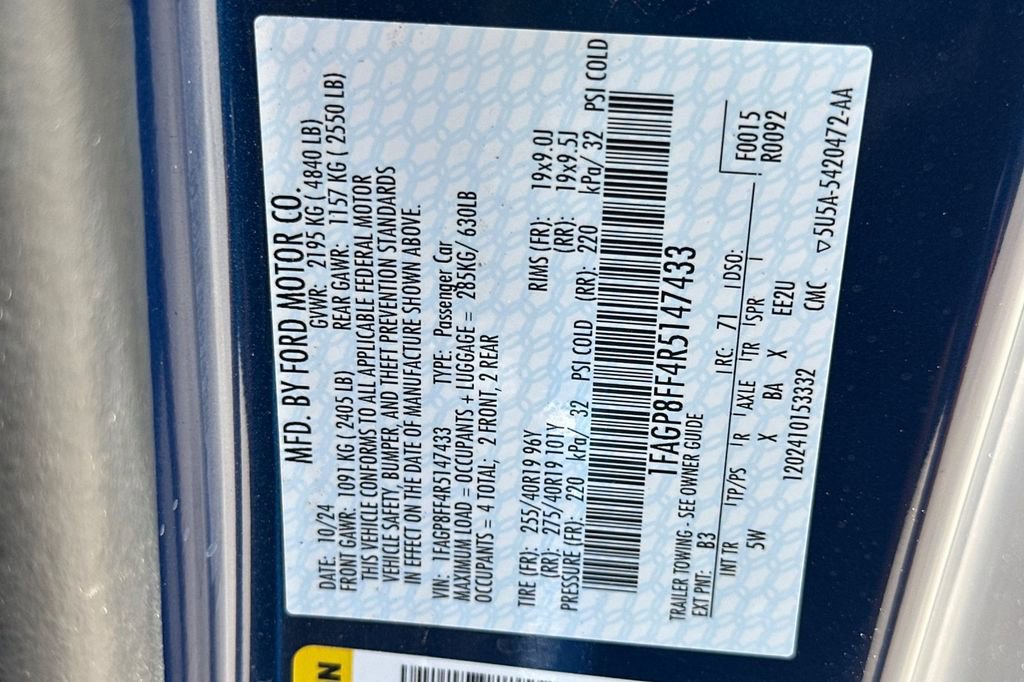 MFD. BY FORD MOTOR CO.
DATE: 10/24 GVWR: 2195 KG ( 4840 LB)
FRONT GAWR: 1091 KG ( 2405 LB) REAR GAWR: 1157 KG ( 2550 LB)
THIS VEHICLE CONFORMS TO ALL APPLICABLE FEDERAL MOTOR
VEHICLE SAFETY, BUMPER, AND THEFT PREVENTION STANDARDS
IN EFFECT ON THE DATE OF MANUFACTURE SHOWN ABOVE.
VIN: 1FAGP8FF4R5147433 TYPE: Passenger Car
MAXIMUM LOAD = OCCUPANTS + LUGGAGE = 285KG/ 630LB
OCCUPANTS = 4 TOTAL, 2 FRONT, 2 REAR
TIRE (FR): 255/40R19 96Y RIMS (FR): 19x9.0J
(RR): 275/40R19 101Y (RR): 19x9.5J
PRESSURE (FR): 220 kPa/ 32 PSI COLD (RR): 220 kPa/ 32 PSI COLD
1FAGP8FF4R5147433
TRAILER TOWING - SEE OWNER GUIDE
EXT PNT: B3 RC: 71 DSO: F0015
R0092
INT TR TP/PS R AXLE TR SPR
5W X BA X EE2U
1202410153332 CMC ▽5U5A-5420472-AA
N